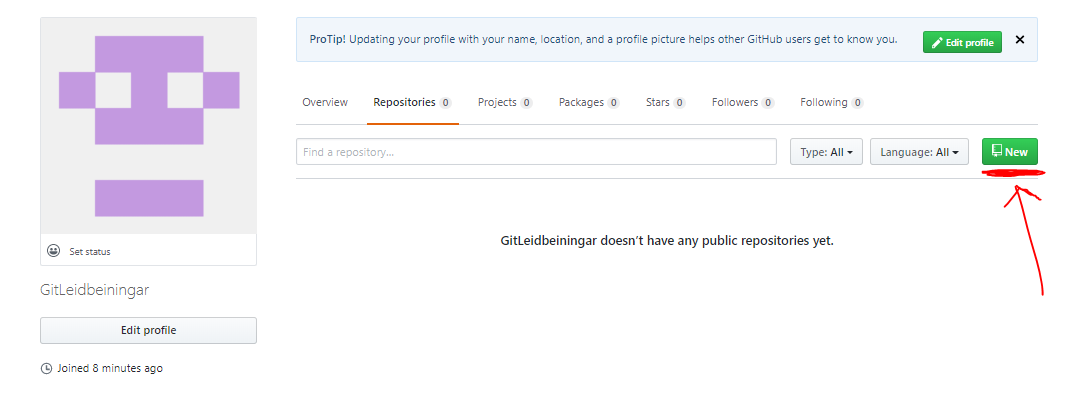 ProTip! Updating your profile with your name, location, and a profile picture helps other GitHub users get to know you.
Edit profile
Overview Repositories 0 Projects 0 Packages 0 Stars 0 Followers 0 Following 0
Find a repository...
Type: All
Language: All
New
GitLeidbeiningar doesn't have any public repositories yet.
Set status
GitLeidbeiningar
Edit profile
Joined 8 minutes ago